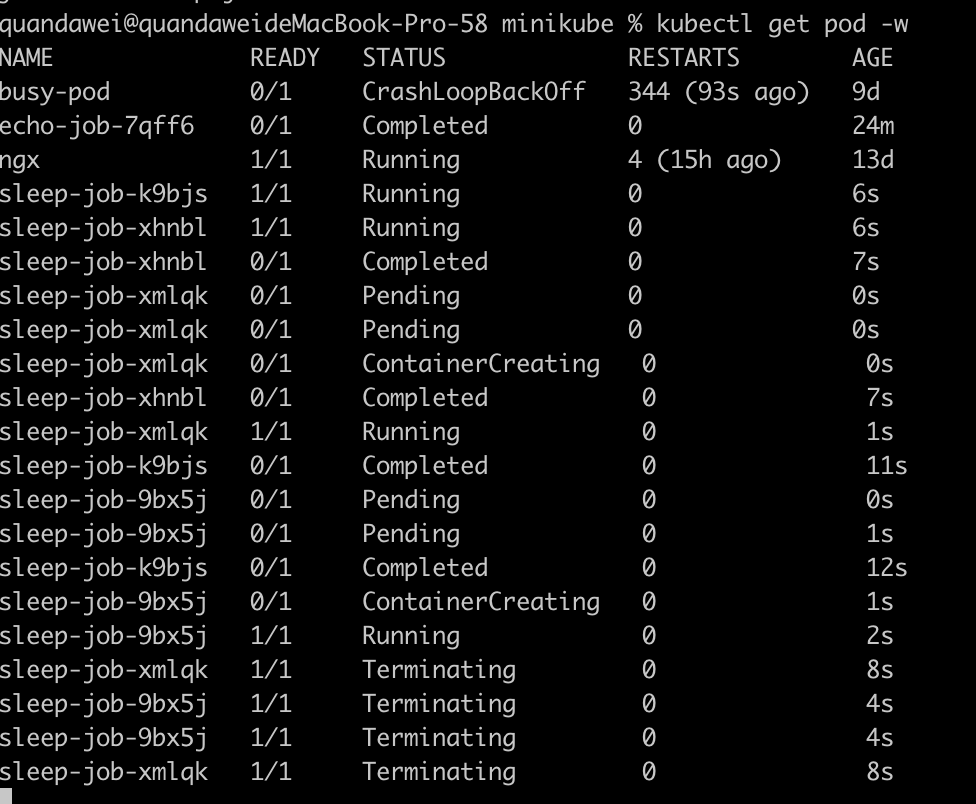 quandawei@quandaweideMacBook-Pro-58 minikube % kubectl get pod -w
NAME              READY   STATUS             RESTARTS        AGE
busy-pod          0/1     CrashLoopBackOff   344 (93s ago)   9d
echo-job-7qff6    0/1     Completed          0               24m
ngx               1/1     Running            4 (15h ago)     13d
sleep-job-k9bjs   1/1     Running            0               6s
sleep-job-xhnbl   1/1     Running            0               6s
sleep-job-xhnbl   0/1     Completed          0               7s
sleep-job-xmlqk   0/1     Pending            0               0s
sleep-job-xmlqk   0/1     Pending            0               0s
sleep-job-xmlqk   0/1     ContainerCreating   0               0s
sleep-job-xhnbl   0/1     Completed           0               7s
sleep-job-xmlqk   1/1     Running             0               1s
sleep-job-k9bjs   0/1     Completed           0               11s
sleep-job-9bx5j   0/1     Pending             0               0s
sleep-job-9bx5j   0/1     Pending             0               1s
sleep-job-k9bjs   0/1     Completed           0               12s
sleep-job-9bx5j   0/1     ContainerCreating   0               1s
sleep-job-9bx5j   1/1     Running             0               2s
sleep-job-xmlqk   1/1     Terminating         0               8s
sleep-job-9bx5j   1/1     Terminating         0               4s
sleep-job-9bx5j   1/1     Terminating         0               4s
sleep-job-xmlqk   1/1     Terminating         0               8s